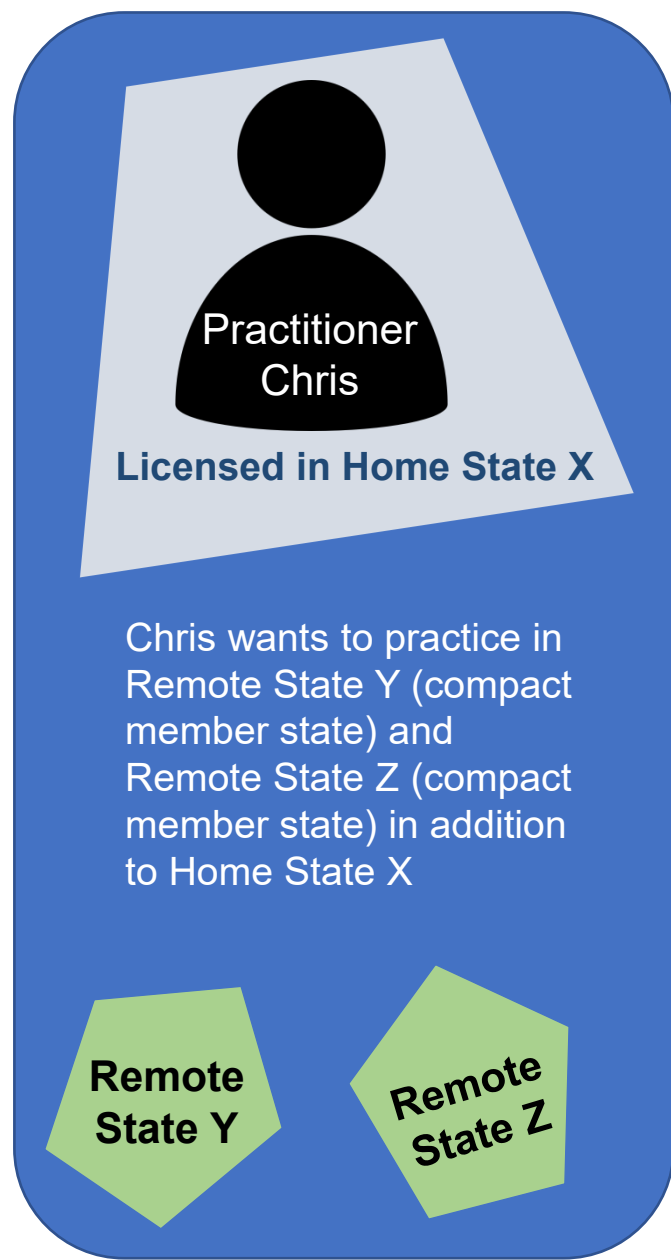 Practitioner
Chris
Licensed in Home State X
Chris wants to practice in
Remote State Y (compact
member state) and
Remote State Z (compact
member state) in addition
to Home State X
Remote
State Y
Remote
State Z